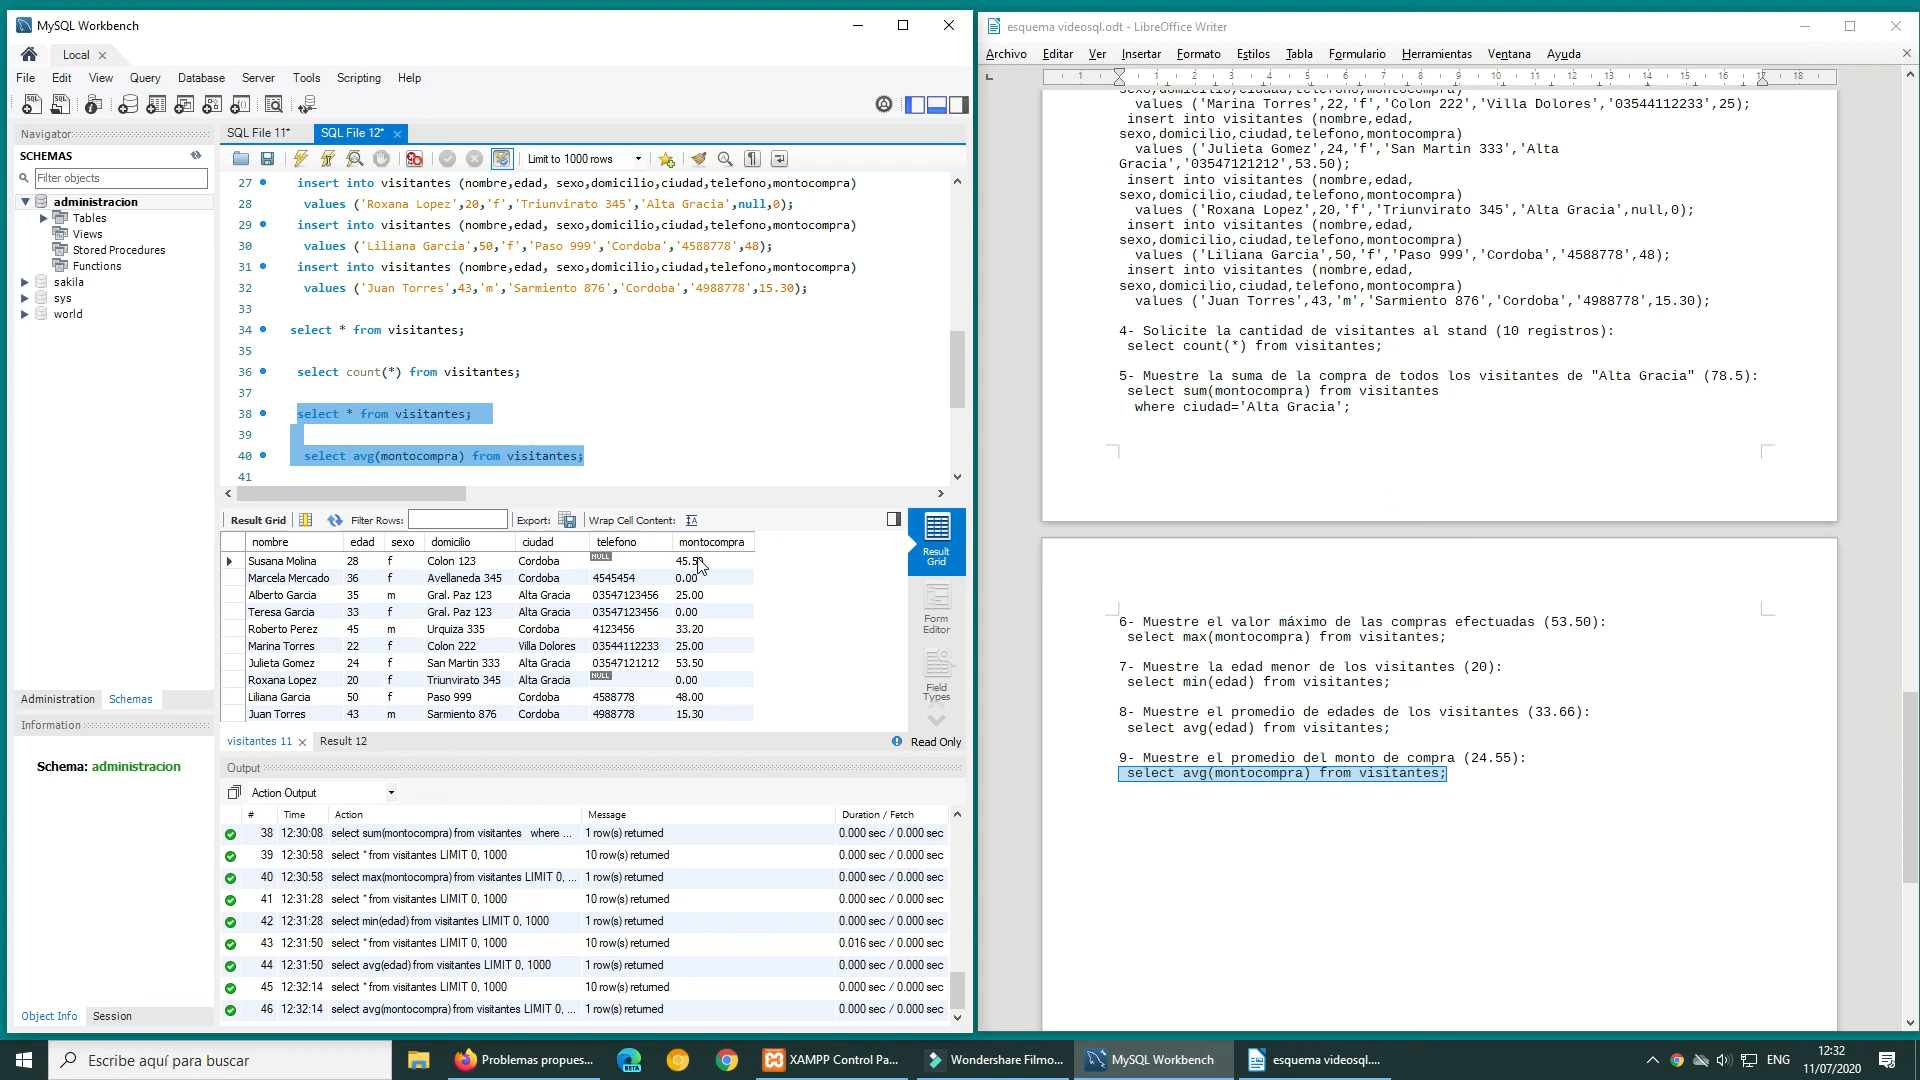 MySQL Workbench
Local
File Edit View Query Database Server Tools Scripting Help
Navigator
SCHEMAS
Filter objects
administracion
Tables
Views
Stored Procedures
Functions
sakila
sys
world
Administration Schemas
Information
Schema: administracion
Object Info Session
SQL File 11* SQL File 12*
Limit to 1000 rows
27 insert into visitantes (nombre,edad, sexo,domicilio,ciudad,telefono,montocompra)
28 values ('Roxana Lopez',20,'f','Triunvirato 345','Alta Gracia',null,0);
29 insert into visitantes (nombre,edad, sexo,domicilio,ciudad,telefono,montocompra)
30 values ('Liliana Garcia',50,'f','Paso 999','Cordoba','4588778',48);
31 insert into visitantes (nombre,edad, sexo,domicilio,ciudad,telefono,montocompra)
32 values ('Juan Torres',43,'m','Sarmiento 876','Cordoba','4988778',15.30);
33
34 select * from visitantes;
35
36 select count(*) from visitantes;
37
38 select * from visitantes;
39
40 select avg(montocompra) from visitantes;
41
Result Grid Filter Rows: Export: Wrap Cell Content:
nombre edad sexo domicilio ciudad telefono montocompra
Susana Molina 28 f Colon 123 Cordoba NULL 45.50
Marcela Mercado 36 f Avellaneda 345 Cordoba 4545454 0.00
Alberto Garcia 35 m Gral. Paz 123 Alta Gracia 03547123456 25.00
Teresa Garcia 33 f Gral. Paz 123 Alta Gracia 03547123456 0.00
Roberto Perez 45 m Urquiza 335 Cordoba 4123456 33.20
Marina Torres 22 f Colon 222 Villa Dolores 03544112233 25.00
Julieta Gomez 24 f San Martin 333 Alta Gracia 03547121212 53.50
Roxana Lopez 20 f Triunvirato 345 Alta Gracia NULL 0.00
Liliana Garcia 50 f Paso 999 Cordoba 4588778 48.00
Juan Torres 43 m Sarmiento 876 Cordoba 4988778 15.30
Result
Grid
Form
Editor
Field
Types
visitantes 11 Result 12 Read Only
Output
Action Output
# Time Action Message Duration / Fetch
38 12:30:08 select sum(montocompra) from visitantes where ... 1 row(s) returned 0.000 sec / 0.000 sec
39 12:30:58 select * from visitantes LIMIT 0, 1000 10 row(s) returned 0.000 sec / 0.000 sec
40 12:30:58 select max(montocompra) from visitantes LIMIT 0, ... 1 row(s) returned 0.000 sec / 0.000 sec
41 12:31:28 select * from visitantes LIMIT 0, 1000 10 row(s) returned 0.000 sec / 0.000 sec
42 12:31:28 select min(edad) from visitantes LIMIT 0, 1000 1 row(s) returned 0.000 sec / 0.000 sec
43 12:31:50 select * from visitantes LIMIT 0, 1000 10 row(s) returned 0.016 sec / 0.000 sec
44 12:31:50 select avg(edad) from visitantes LIMIT 0, 1000 1 row(s) returned 0.000 sec / 0.000 sec
45 12:32:14 select * from visitantes LIMIT 0, 1000 10 row(s) returned 0.000 sec / 0.000 sec
46 12:32:14 select avg(montocompra) from visitantes LIMIT 0, ... 1 row(s) returned 0.000 sec / 0.000 sec
esquema videosql.odt - LibreOffice Writer
Archivo Editar Ver Insertar Formato Estilos Tabla Formulario Herramientas Ventana Ayuda
1 1 2 3 4 5 6 7 8 9 10 11 12 13 14 15 16 17 18
sexo,domicilio,ciudad,telefono,montocompra)
values ('Marina Torres',22,'f','Colon 222','Villa Dolores','03544112233',25);
insert into visitantes (nombre,edad,
sexo,domicilio,ciudad,telefono,montocompra)
values ('Julieta Gomez',24,'f','San Martin 333','Alta
Gracia','03547121212',53.50);
insert into visitantes (nombre,edad,
sexo,domicilio,ciudad,telefono,montocompra)
values ('Roxana Lopez',20,'f','Triunvirato 345','Alta Gracia',null,0);
insert into visitantes (nombre,edad,
sexo,domicilio,ciudad,telefono,montocompra)
values ('Liliana Garcia',50,'f','Paso 999','Cordoba','4588778',48);
insert into visitantes (nombre,edad,
sexo,domicilio,ciudad,telefono,montocompra)
values ('Juan Torres',43,'m','Sarmiento 876','Cordoba','4988778',15.30);
4- Solicite la cantidad de visitantes al stand (10 registros):
select count(*) from visitantes;
5- Muestre la suma de la compra de todos los visitantes de "Alta Gracia" (78.5):
select sum(montocompra) from visitantes
where ciudad='Alta Gracia';
6- Muestre el valor máximo de las compras efectuadas (53.50):
select max(montocompra) from visitantes;
7- Muestre la edad menor de los visitantes (20):
select min(edad) from visitantes;
8- Muestre el promedio de edades de los visitantes (33.66):
select avg(edad) from visitantes;
9- Muestre el promedio del monto de compra (24.55):
select avg(montocompra) from visitantes;
Escribe aquí para buscar
BETA
Problemas propues...
XAMPP Control Pa...
Wondershare Filmo...
MySQL Workbench
esquema videosql....
ENG
12:32
11/07/2020